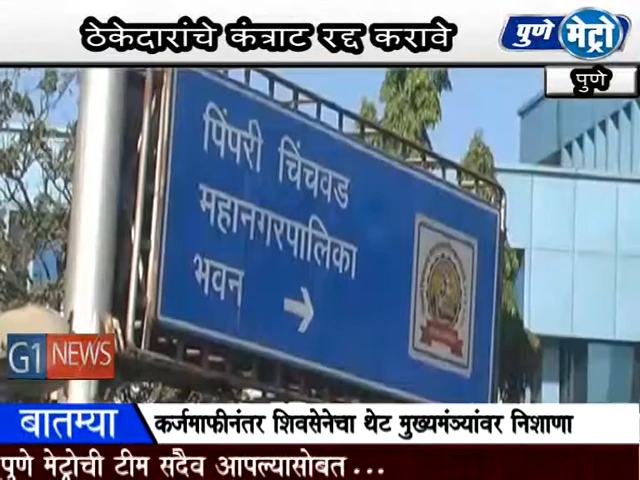 ठेकेदारांचे कंत्राट रद्द करावे
पुणे मेट्रो
पुणे
पिंपरी चिंचवड
महानगरपालिका
भवन
G1 NEWS
बातम्या
कर्जमाफीनंतर शिवसेनेचा थेट मुख्यमंत्र्यांवर निशाणा
पुणे मेट्रोची टीम सदैव आपल्यासोबत ...